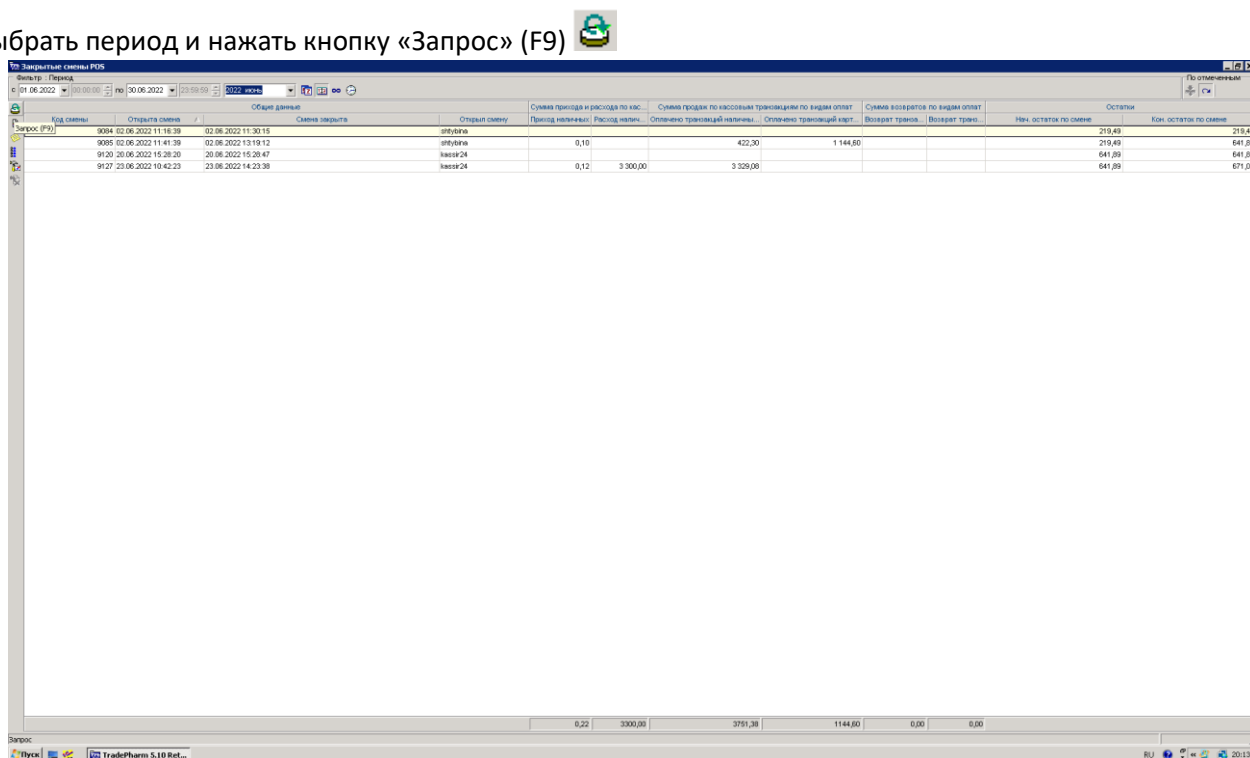 ыбрать период и нажать кнопку «Запрос» (F9)
Закрытые смены POS
Фильтр : Период
По отмеченным
с 01.06.2022 00:00:00 по 30.06.2022 23:59:59 2022 июнь
Общие данные Сумма прихода и расхода по кас... Сумма продаж по кассовым транзакциям по видам оплат Сумма возвратов по видам оплат Остатки
Код смены Открыта смена Смена закрыта Открыл смену Приход наличных Расход налич... Оплачено транзакций наличны... Оплачено транзакций карт... Возврат транза... Возврат транз... Нач. остаток по смене Кон. остаток по смене
Запрос (F9)
9084 02.06.2022 11:16:39 02.06.2022 11:30:15 shtybina 219,49 219,4
9085 02.06.2022 11:41:39 02.06.2022 13:19:12 shtybina 0,10 422,30 1 144,60 219,49 641,8
9120 20.06.2022 15:28:20 20.06.2022 15:28:47 kassir24 641,89 641,8
9127 23.06.2022 10:42:23 23.06.2022 14:23:38 kassir24 0,12 3 300,00 3 329,08 641,89 671,0
0,22 3300,00 3751,38 1144,60 0,00 0,00
Запрос
Пуск TradePharm 5.10 Ret... RU 20:13